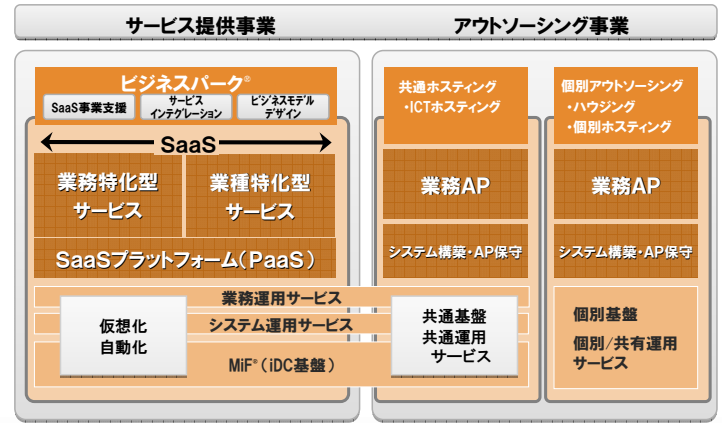 サービス提供事業
アウトソーシング事業
ビジネスパーク®
SaaS事業支援
サービス
インテグレーション
ビジネスモデル
デザイン
SaaS
業務特化型
サービス
業種特化型
サービス
SaaSプラットフォーム(PaaS)
共通ホスティング
・ICTホスティング
業務AP
システム構築・AP保守
個別アウトソーシング
・ハウジング
・個別ホスティング
業務AP
システム構築・AP保守
業務運用サービス
システム運用サービス
MiF®(iDC基盤)
仮想化
自動化
共通基盤
共通運用
サービス
個別基盤
個別/共有運用
サービス